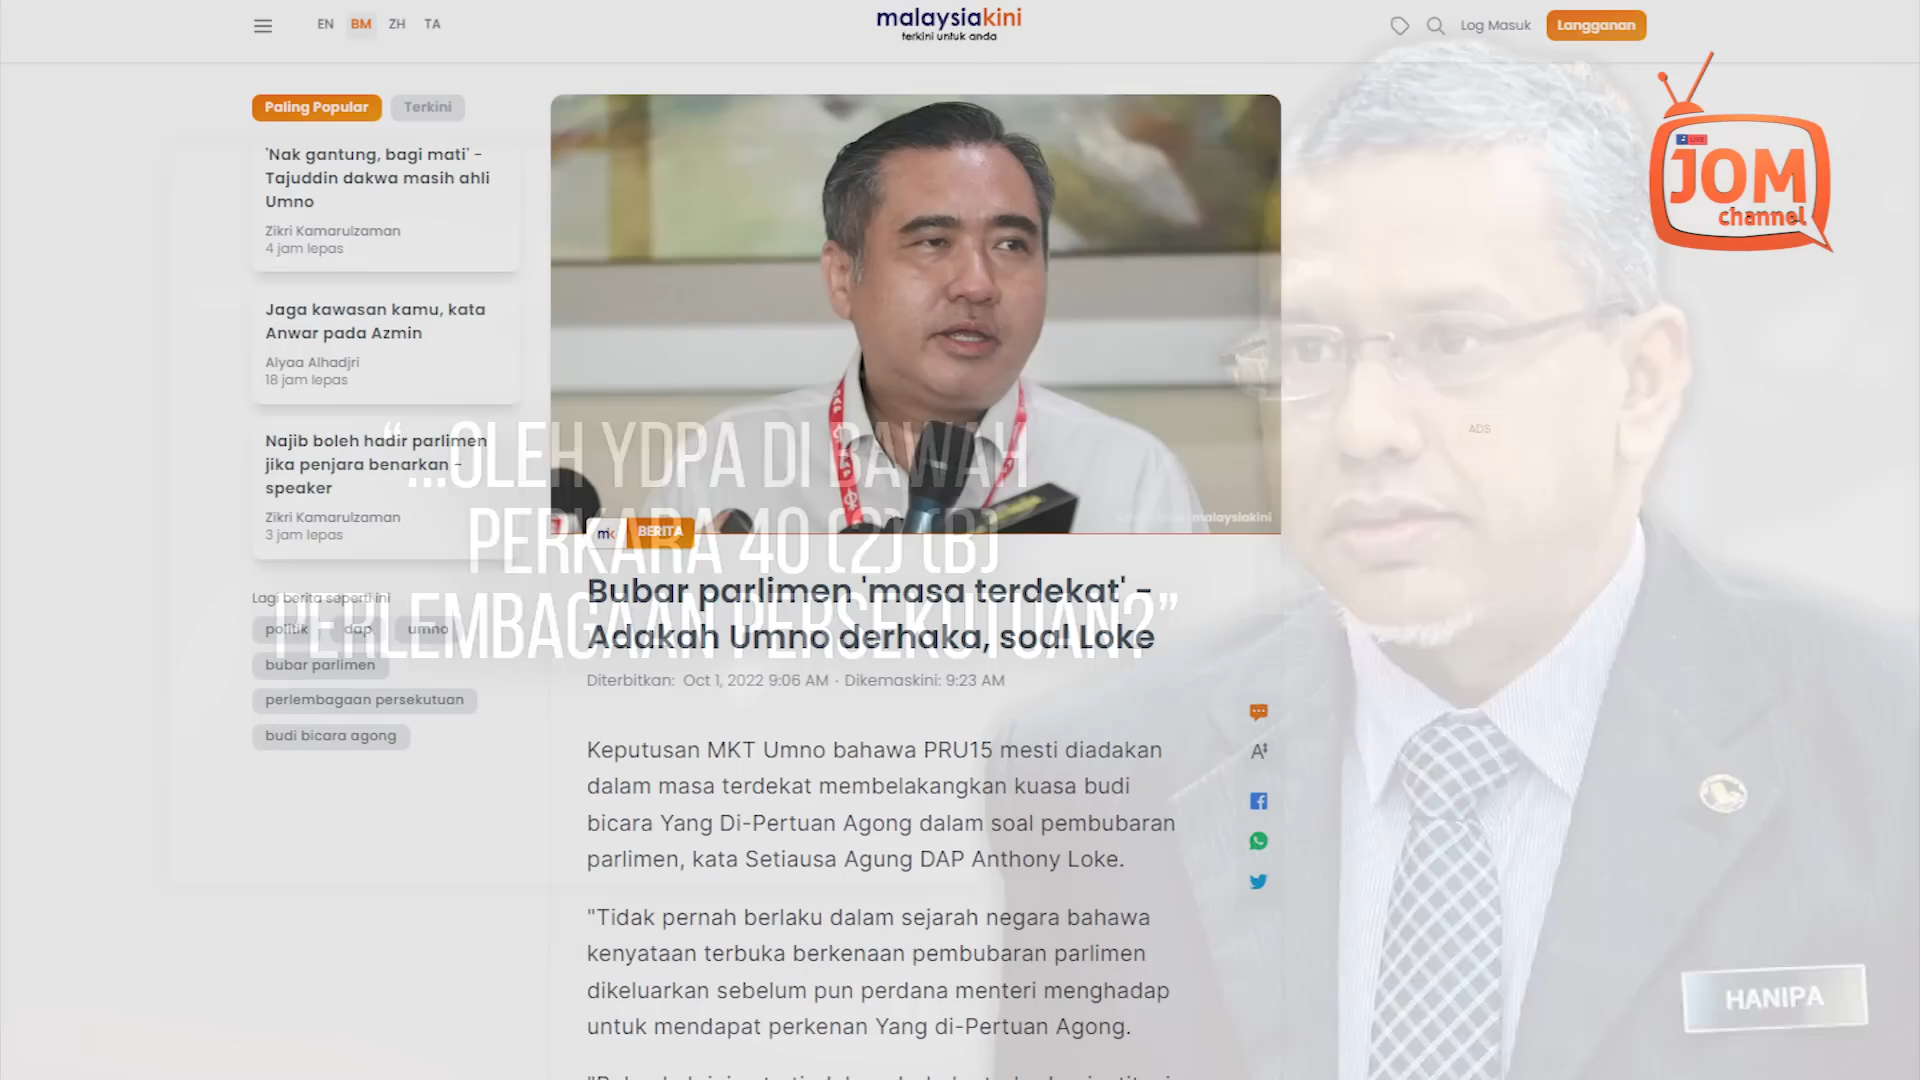 EN BM ZH TA
malaysiakini
terkini untuk anda
Log Masuk
Langganan
LIVE
JOM
channel
Paling Popular
Terkini
'Nak gantung, bagi mati' -
Tajuddin dakwa masih ahli
Umno
Zikri Kamarulzaman
4 jam lepas
Jaga kawasan kamu, kata
Anwar pada Azmin
Alyaa Alhadjri
18 jam lepas
Najib boleh hadir parlimen
jika penjara benarkan -
speaker
Zikri Kamarulzaman
3 jam lepas
Lagi berita seperti ini
politik
dap
umno
bubar parlimen
perlembagaan persekutuan
budi bicara agong
DAP
DAP
malaysiakini
ADS
mk
BERITA
Bubar parlimen 'masa terdekat' -
Adakah Umno derhaka, soal Loke
Diterbitkan: Oct 1, 2022 9:06 AM · Dikemaskini: 9:23 AM
Keputusan MKT Umno bahawa PRU15 mesti diadakan
dalam masa terdekat membelakangkan kuasa budi
bicara Yang Di-Pertuan Agong dalam soal pembubaran
parlimen, kata Setiausa Agung DAP Anthony Loke.
"Tidak pernah berlaku dalam sejarah negara bahawa
kenyataan terbuka berkenaan pembubaran parlimen
dikeluarkan sebelum pun perdana menteri menghadap
untuk mendapat perkenan Yang di-Pertuan Agong.
"...OLEH YDPA DI BAWAH
PERKARA 40 (2) (B)
PERLEMBAGAAN PERSEKUTUAN?"
HANIPA